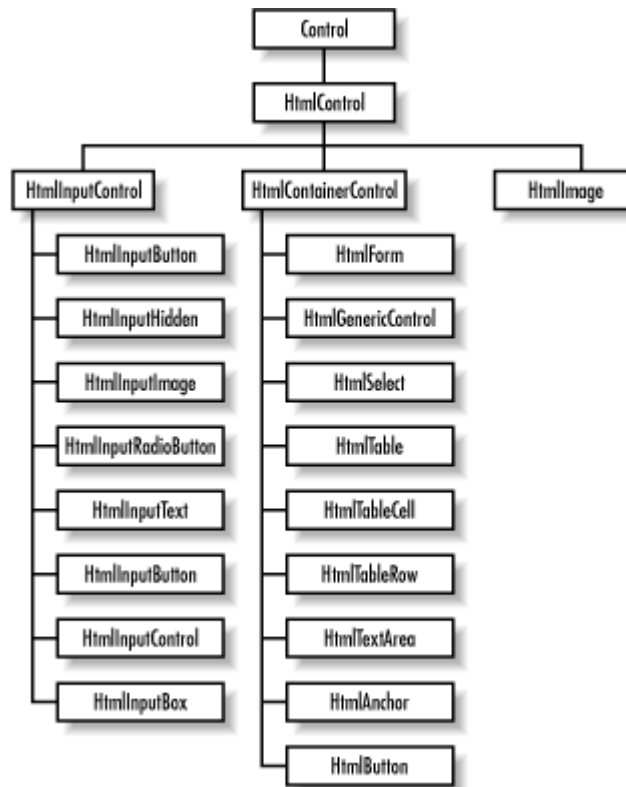 Control
HtmlControl
HtmlInputControl
HtmlContainerControl
HtmlImage
HtmlInputButton
HtmlInputHidden
HtmlInputImage
HtmlInputRadioButton
HtmlInputText
HtmlInputButton
HtmlInputControl
HtmlInputBox
HtmlForm
HtmlGenericControl
HtmlSelect
HtmlTable
HtmlTableCell
HtmlTableRow
HtmlTextArea
HtmlAnchor
HtmlButton